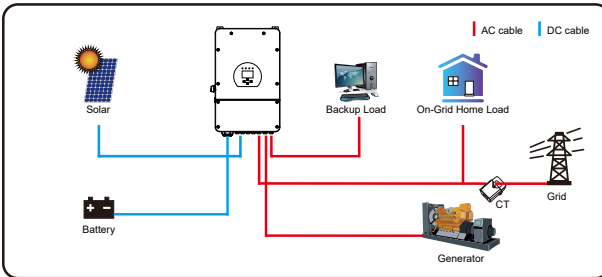 AC cable
DC cable
Solar
Backup Load
On-Grid Home Load
CT
Grid
Battery
Generator